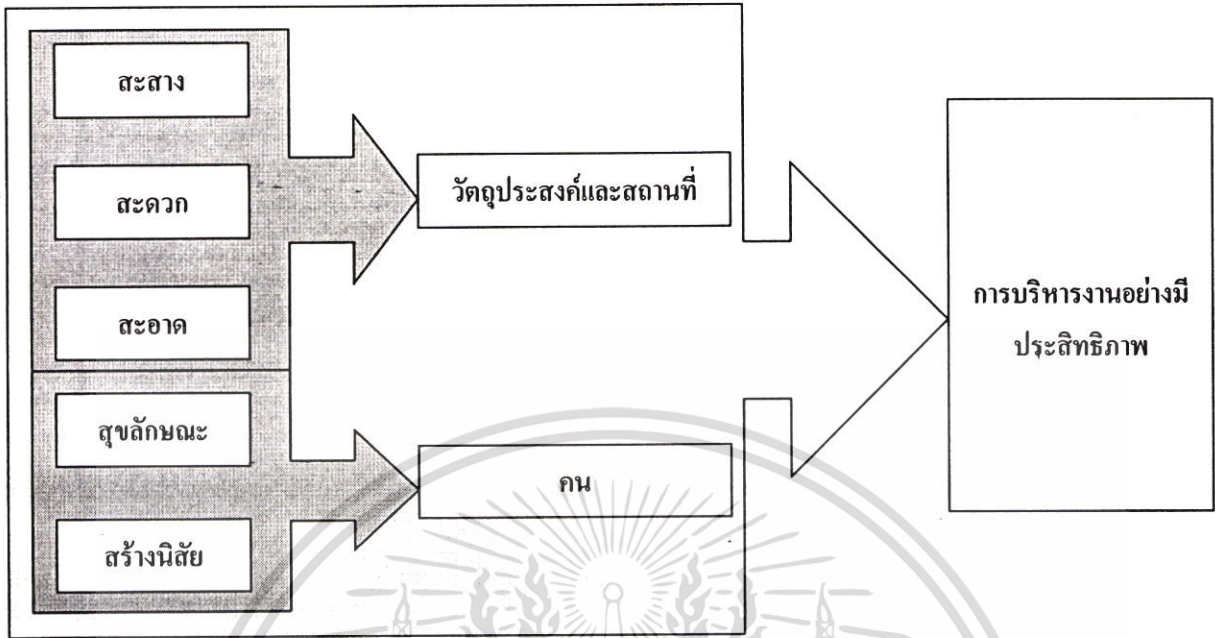 สะสาง
สะดวก
สะอาด
สุขลักษณะ
สร้างนิสัย
วัตถุประสงค์และสถานที่
คน
การบริหารงานอย่างมี
ประสิทธิภาพ